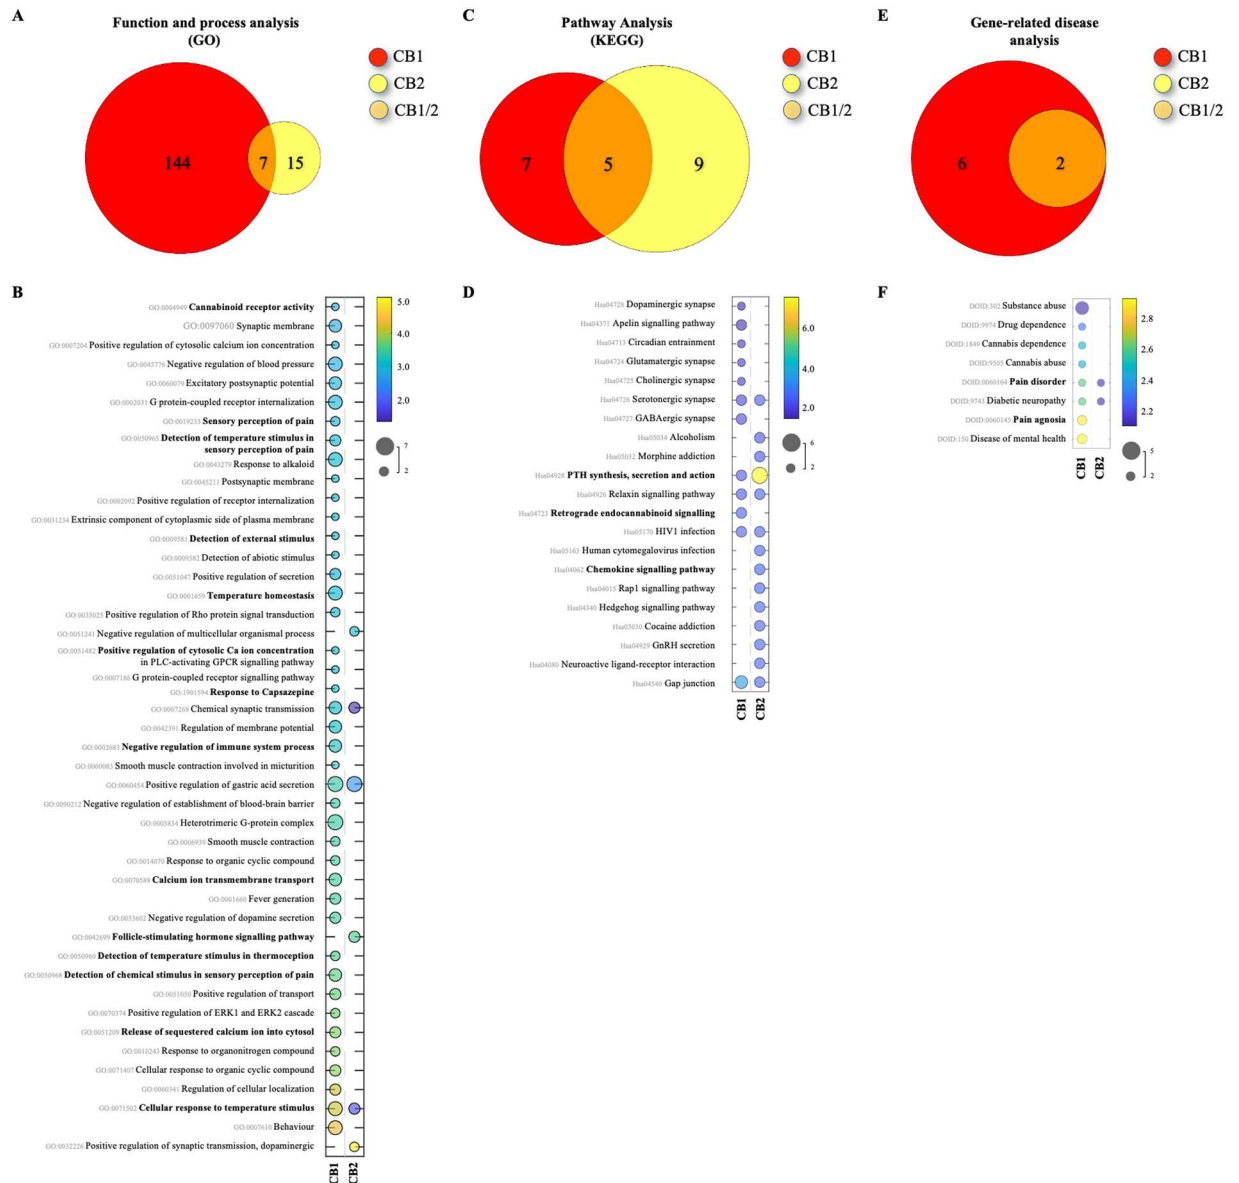 A
Function and process analysis
(GO)
CB1
CB2
CB1/2
144
7
15
C
Pathway Analysis
(KEGG)
CB1
CB2
CB1/2
7
5
9
E
Gene-related disease
analysis
CB1
CB2
CB1/2
6
2
B
GO:0004949 Cannabinoid receptor activity
GO:0097060 Synaptic membrane
GO:0007204 Positive regulation of cytosolic calcium ion concentration
GO:0045776 Negative regulation of blood pressure
GO:0060079 Excitatory postsynaptic potential
GO:0002031 G protein-coupled receptor internalization
GO:0019233 Sensory perception of pain
GO:0050965 Detection of temperature stimulus in
sensory perception of pain
GO:0043279 Response to alkaloid
GO:0045211 Postsynaptic membrane
GO:0002092 Positive regulation of receptor internalization
GO:0031234 Extrinsic component of cytoplasmic side of plasma membrane
GO:0009581 Detection of external stimulus
GO:0009582 Detection of abiotic stimulus
GO:0051047 Positive regulation of secretion
GO:0001659 Temperature homeostasis
GO:0035025 Positive regulation of Rho protein signal transduction
GO:0051241 Negative regulation of multicellular organismal process
GO:0051482 Positive regulation of cytosolic Ca ion concentration
in PLC-activating GPCR signalling pathway
GO:0007186 G protein-coupled receptor signalling pathway
GO:1901594 Response to Capsazepine
GO:0007268 Chemical synaptic transmission
GO:0042391 Regulation of membrane potential
GO:0002683 Negative regulation of immune system process
GO:0060083 Smooth muscle contraction involved in micturition
GO:0060454 Positive regulation of gastric acid secretion
GO:0090212 Negative regulation of establishment of blood-brain barrier
GO:0005834 Heterotrimeric G-protein complex
GO:0006939 Smooth muscle contraction
GO:0014070 Response to organic cyclic compound
GO:0070588 Calcium ion transmembrane transport
GO:0001660 Fever generation
GO:0033602 Negative regulation of dopamine secretion
GO:0042699 Follicle-stimulating hormone signalling pathway
GO:0050960 Detection of temperature stimulus in thermoception
GO:0050968 Detection of chemical stimulus in sensory perception of pain
GO:0051050 Positive regulation of transport
GO:0070374 Positive regulation of ERK1 and ERK2 cascade
GO:0051209 Release of sequestered calcium ion into cytosol
GO:0010243 Response to organonitrogen compound
GO:0071407 Cellular response to organic cyclic compound
GO:0060341 Regulation of cellular localization
GO:0071502 Cellular response to temperature stimulus
GO:0007610 Behaviour
GO:0032226 Positive regulation of synaptic transmission, dopaminergic
CB1
CB2
5.0
4.0
3.0
2.0
7
2
D
Hsa04728 Dopaminergic synapse
Hsa04371 Apelin signalling pathway
Hsa04713 Circadian entrainment
Hsa04724 Glutamatergic synapse
Hsa04725 Cholinergic synapse
Hsa04726 Serotonergic synapse
Hsa04727 GABAergic synapse
Hsa05034 Alcoholism
Hsa05032 Morphine addiction
Hsa04928 PTH synthesis, secretion and action
Hsa04926 Relaxin signalling pathway
Hsa04723 Retrograde endocannabinoid signalling
Hsa05170 HIV1 infection
Hsa05163 Human cytomegalovirus infection
Hsa04062 Chemokine signalling pathway
Hsa04015 Rap1 signalling pathway
Hsa04340 Hedgehog signalling pathway
Hsa05030 Cocaine addiction
Hsa04929 GnRH secretion
Hsa04080 Neuroactive ligand-receptor interaction
Hsa04540 Gap junction
CB1
CB2
6.0
4.0
2.0
6
2
F
DOID:302 Substance abuse
DOID:9974 Drug dependence
DOID:1849 Cannabis dependence
DOID:9505 Cannabis abuse
DOID:0060164 Pain disorder
DOID:9743 Diabetic neuropathy
DOID:0060145 Pain agnosia
DOID:150 Disease of mental health
CB1
CB2
2.8
2.6
2.4
2.2
5
2